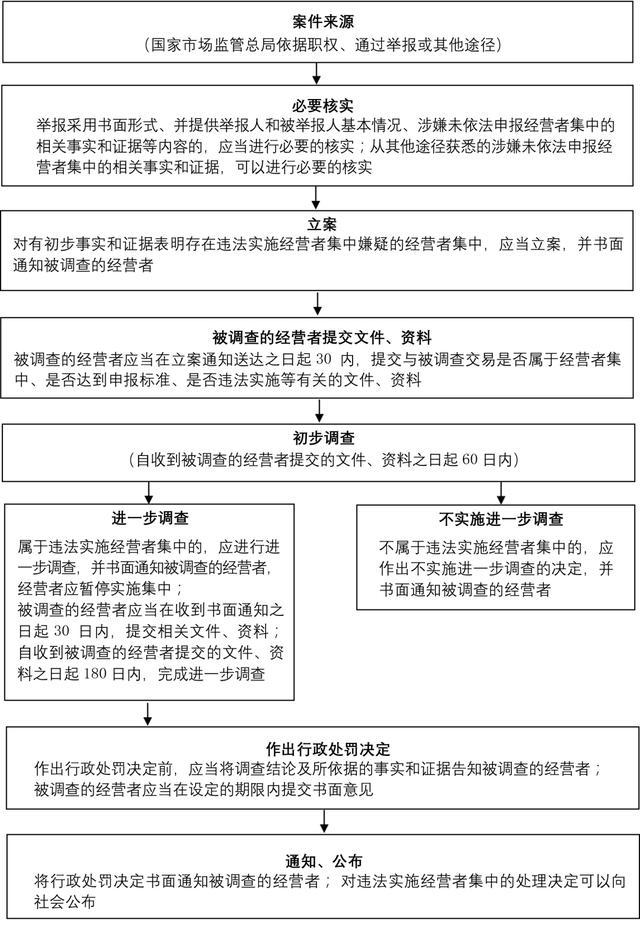 案件来源
（国家市场监管总局依据职权、通过举报或其他途径）
必要核实
举报采用书面形式、并提供举报人和被举报人基本情况、涉嫌未依法申报经营者集中的
相关事实和证据等内容的，应当进行必要的核实；从其他途径获悉的涉嫌未依法申报经
营者集中的相关事实和证据，可以进行必要的核实
立案
对有初步事实和证据表明存在违法实施经营者集中嫌疑的经营者集中，应当立案，并书面
通知被调查的经营者
被调查的经营者提交文件、资料
被调查的经营者应当在立案通知送达之日起 30 内，提交与被调查交易是否属于经营者集
中、是否达到申报标准、是否违法实施等有关的文件、资料
初步调查
（自收到被调查的经营者提交的文件、资料之日起 60 日内）
进一步调查
属于违法实施经营者集中的，应进行进
一步调查，并书面通知被调查的经营者，
经营者应暂停实施集中；
被调查的经营者应当在收到书面通知之
日起 30 日内，提交相关文件、资料；
自收到被调查的经营者提交的文件、资
料之日起 180 日内，完成进一步调查
不实施进一步调查
不属于违法实施经营者集中的，应
作出不实施进一步调查的决定，并
书面通知被调查的经营者
作出行政处罚决定
作出行政处罚决定前，应当将调查结论及所依据的事实和证据告知被调查的经营者；
被调查的经营者应当在设定的期限内提交书面意见
通知、公布
将行政处罚决定书面通知被调查的经营者；对违法实施经营者集中的处理决定可以向
社会公布